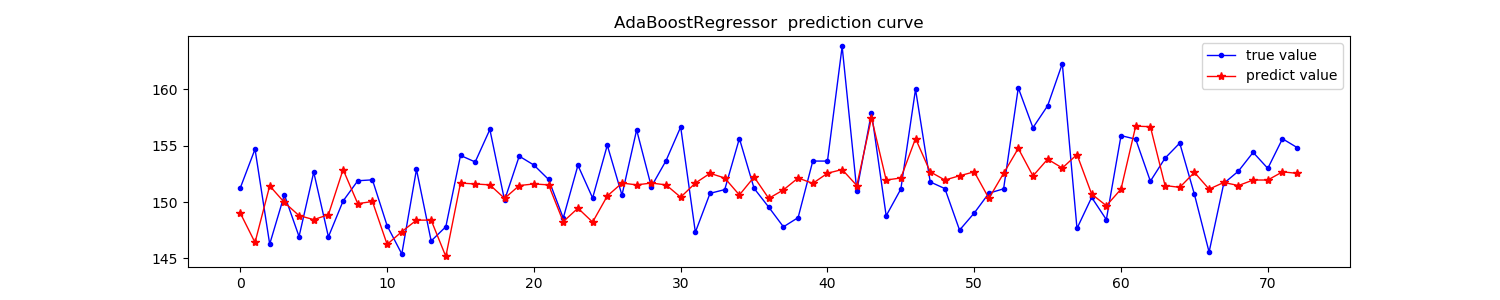 AdaBoostRegressor  prediction curve
true value
predict value
160
155
150
145
0 10 20 30 40 50 60 70